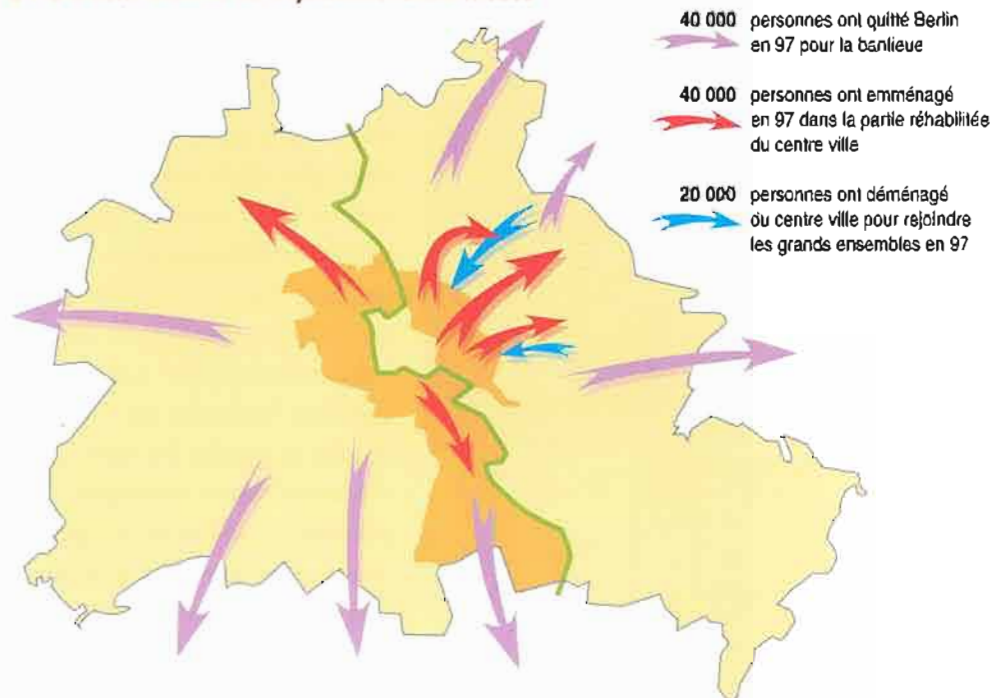 40 000 personnes ont quitté Berlin
en 97 pour la banlieue
40 000 personnes ont emménagé
en 97 dans la partie réhabilités
du centre ville
20 000 personnes ont déménagé
du centre ville pour rejoindre
les grands ensembles en 97